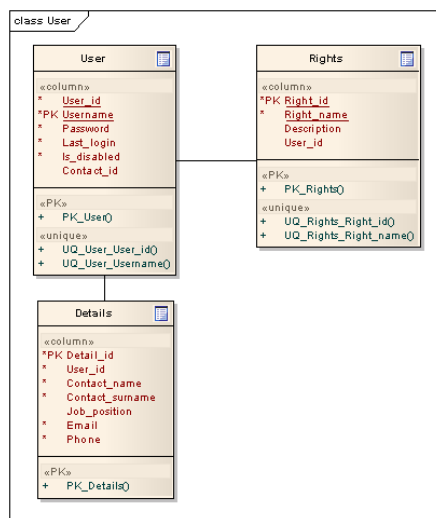 class User
User
«column»
* User_id
*PK Username
* Password
* Last_login
* Is_disabled
Contact_id
«PK»
+ PK_User()
«unique»
+ UQ_User_User_id()
+ UQ_User_Username()
Rights
«column»
*PK Right_id
* Right_name
Description
User_id
«PK»
+ PK_Rights()
«unique»
+ UQ_Rights_Right_id()
+ UQ_Rights_Right_name()
Details
«column»
*PK Detail_id
* User_id
* Contact_name
* Contact_surname
Job_position
* Email
* Phone
«PK»
+ PK_Details()